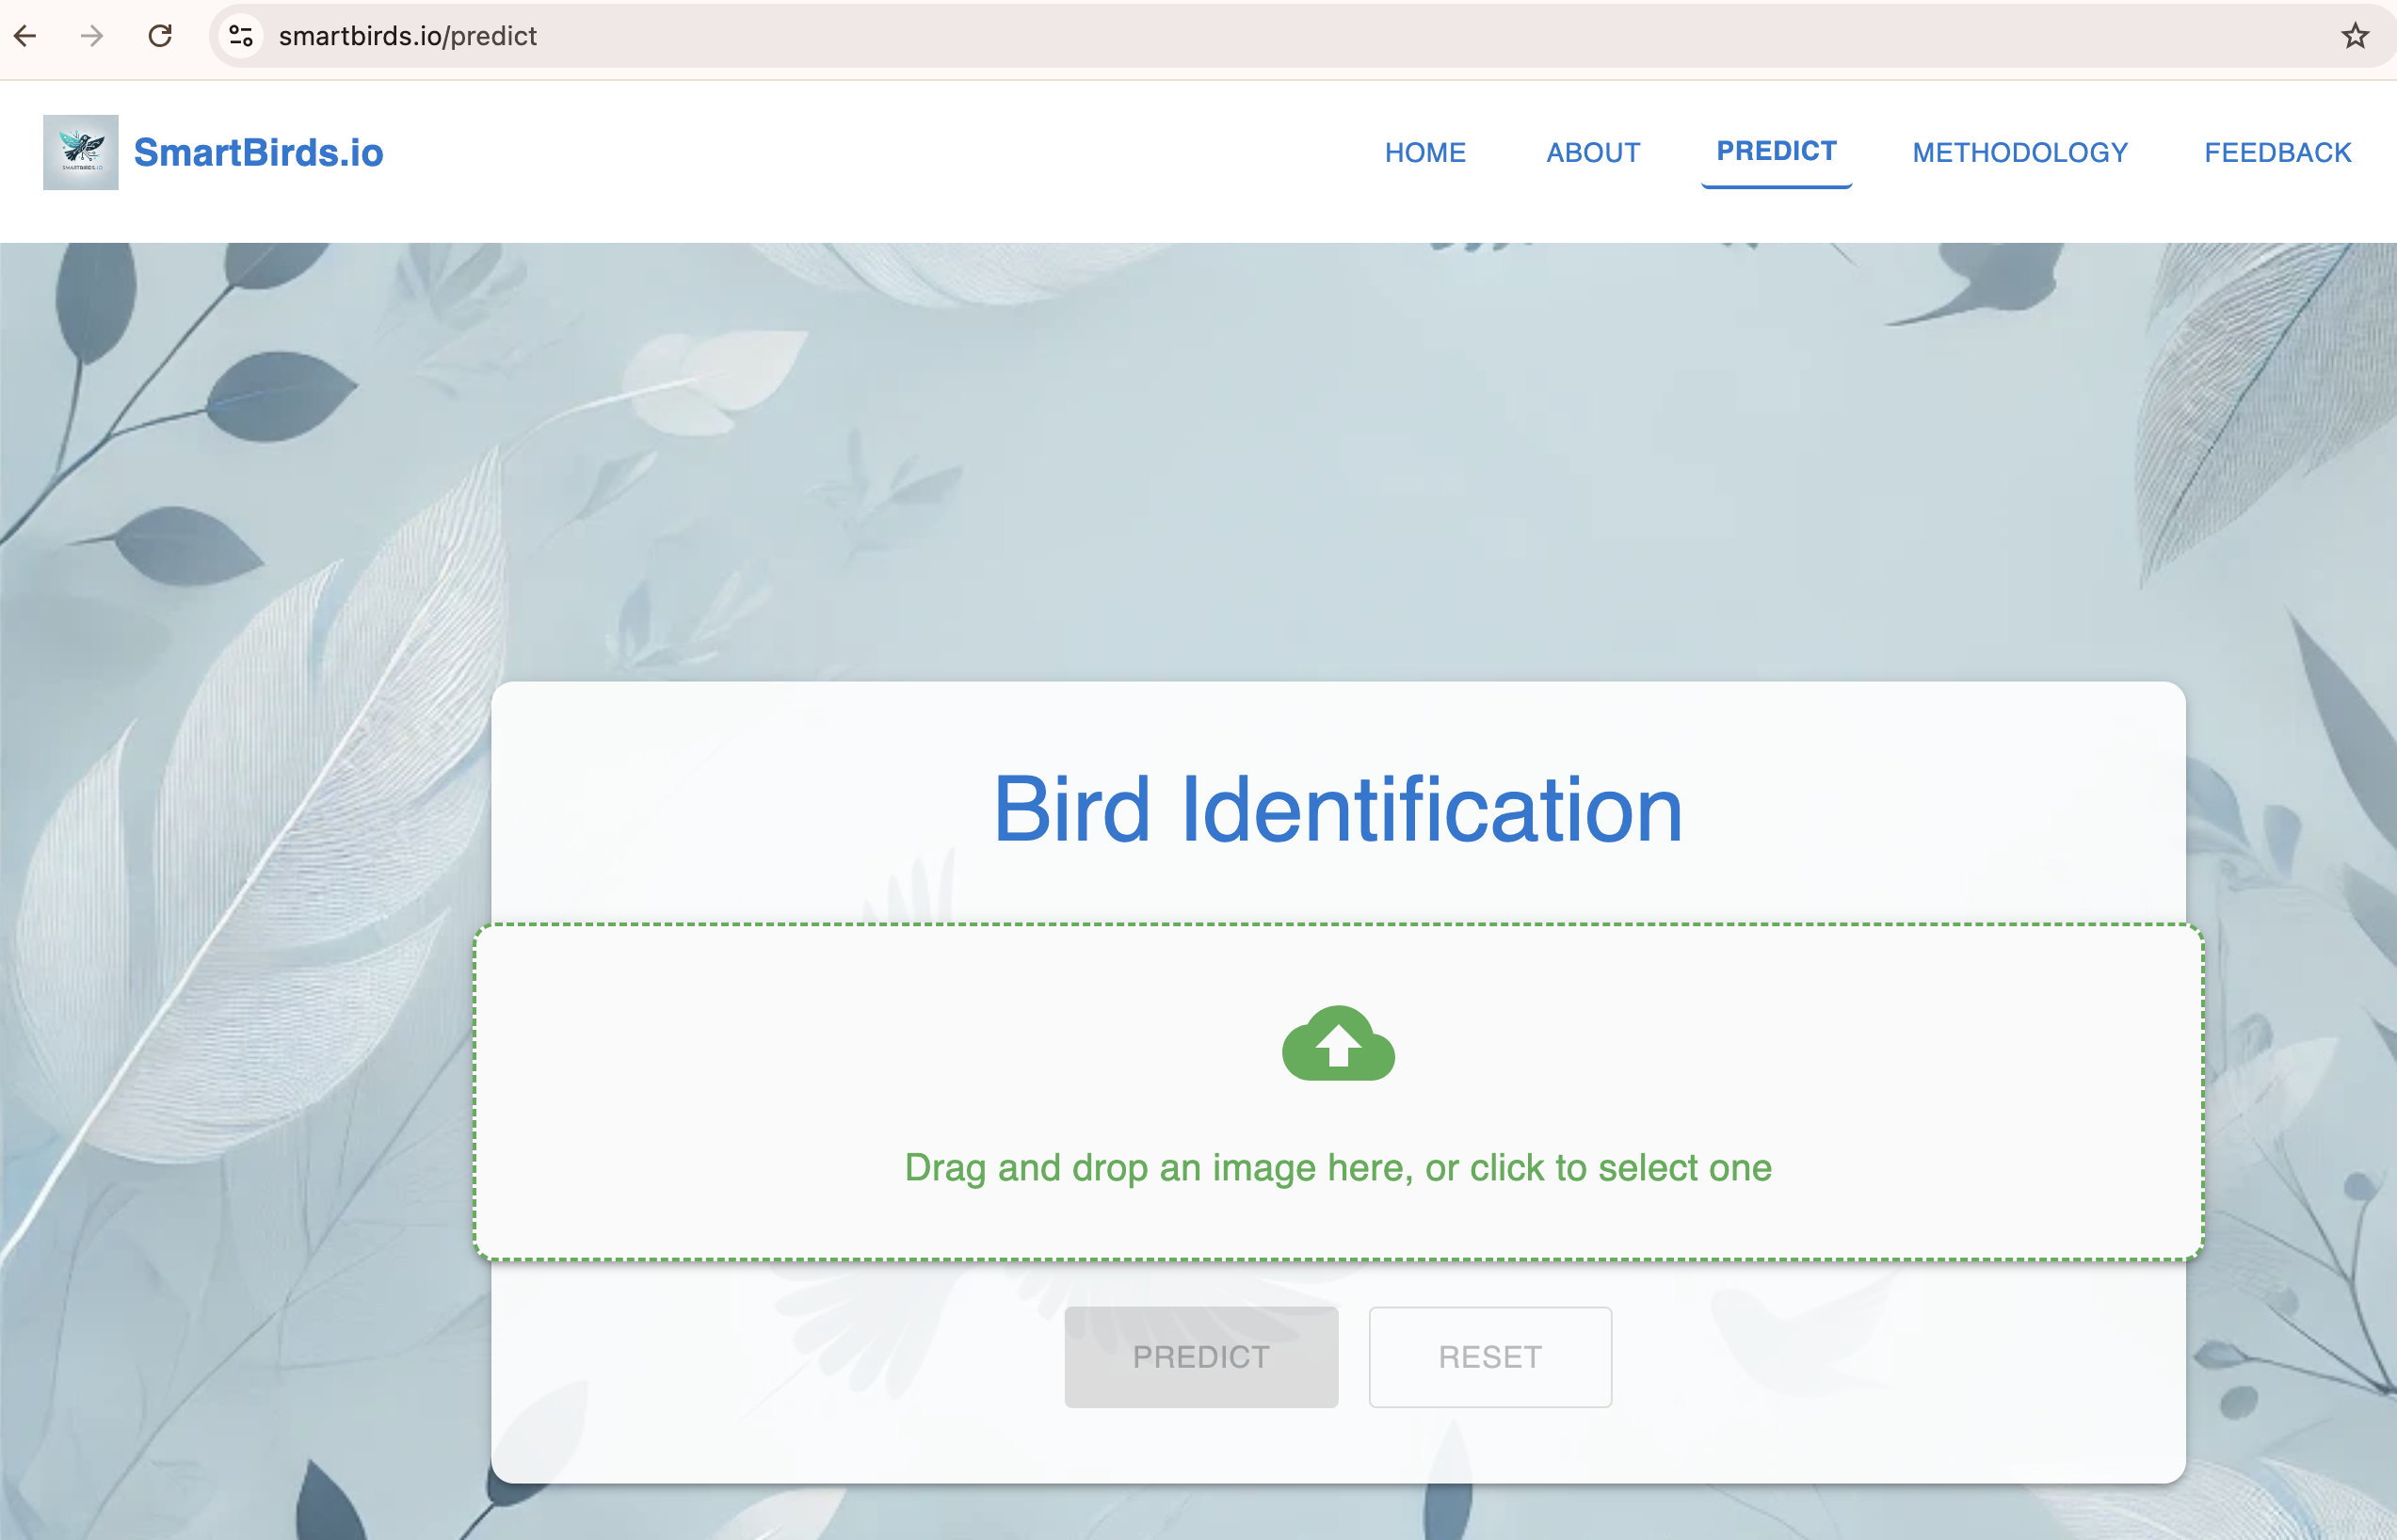 smartbirds.io/predict
SmartBirds.io
HOME ABOUT PREDICT METHODOLOGY FEEDBACK
Bird Identification
Drag and drop an image here, or click to select one
PREDICT RESET